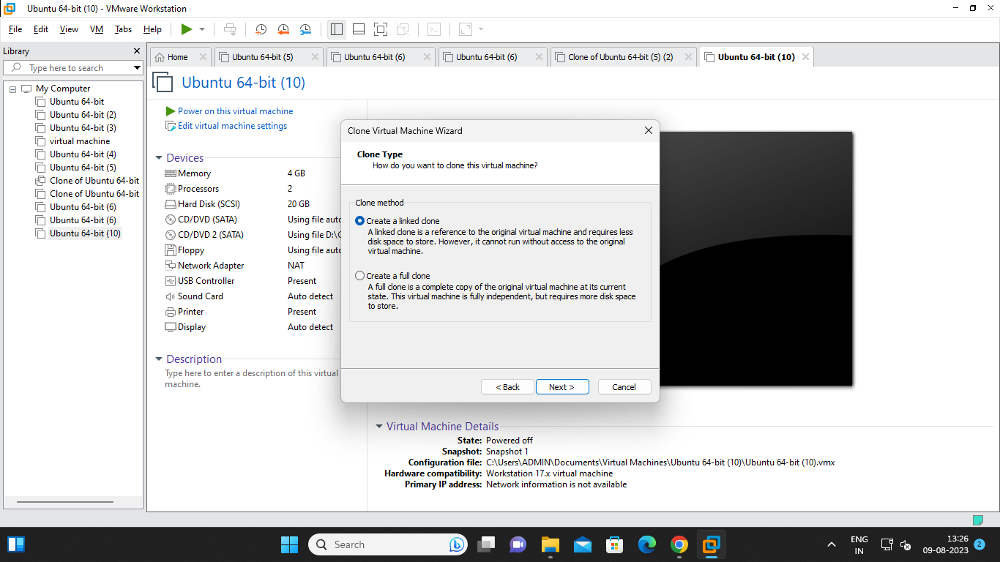 Ubuntu 64-bit (10) - VMware Workstation
File Edit View VM Tabs Help
Library
Type here to search
My Computer
Ubuntu 64-bit
Ubuntu 64-bit (2)
Ubuntu 64-bit (3)
virtual machine
Ubuntu 64-bit (4)
Ubuntu 64-bit (5)
Clone of Ubuntu 64-bit
Clone of Ubuntu 64-bit
Ubuntu 64-bit (6)
Ubuntu 64-bit (6)
Ubuntu 64-bit (10)
Home Ubuntu 64-bit (5) Ubuntu 64-bit (6) Ubuntu 64-bit (6) Clone of Ubuntu 64-bit (5) (2) Ubuntu 64-bit (10)
Ubuntu 64-bit (10)
Power on this virtual machine
Edit virtual machine settings
Devices
Memory 4 GB
Processors 2
Hard Disk (SCSI) 20 GB
CD/DVD (SATA) Using file auto
CD/DVD 2 (SATA) Using file D:\
Floppy Using file auto
Network Adapter NAT
USB Controller Present
Sound Card Auto detect
Printer Present
Display Auto detect
Description
Type here to enter a description of this virtual
machine.
Clone Virtual Machine Wizard
Clone Type
How do you want to clone this virtual machine?
Clone method
Create a linked clone
A linked clone is a reference to the original virtual machine and requires less
disk space to store. However, it cannot run without access to the original
virtual machine.
Create a full clone
A full clone is a complete copy of the original virtual machine at its current
state. This virtual machine is fully independent, but requires more disk space
to store.
< Back Next > Cancel
Virtual Machine Details
State: Powered off
Snapshot: Snapshot 1
Configuration file: C:\Users\ADMIN\Documents\Virtual Machines\Ubuntu 64-bit (10)\Ubuntu 64-bit (10).vmx
Hardware compatibility: Workstation 17.x virtual machine
Primary IP address: Network information is not available
Search
ENG
IN
13:26
09-08-2023
2